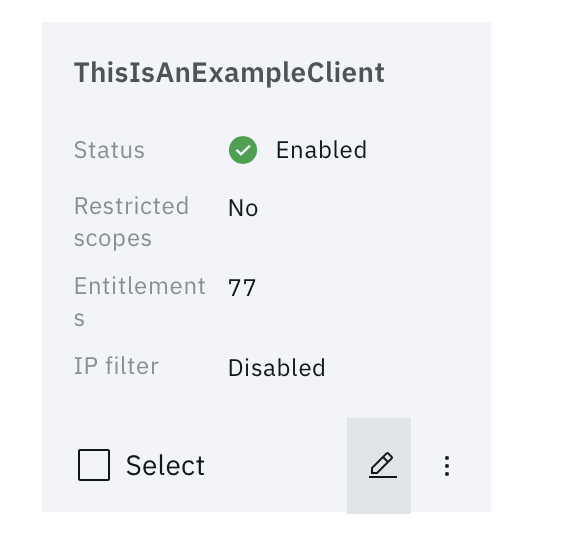 ThisIsAnExampleClient
Status Enabled
Restricted No
scopes
Entitlement 77
s
IP filter Disabled
Select